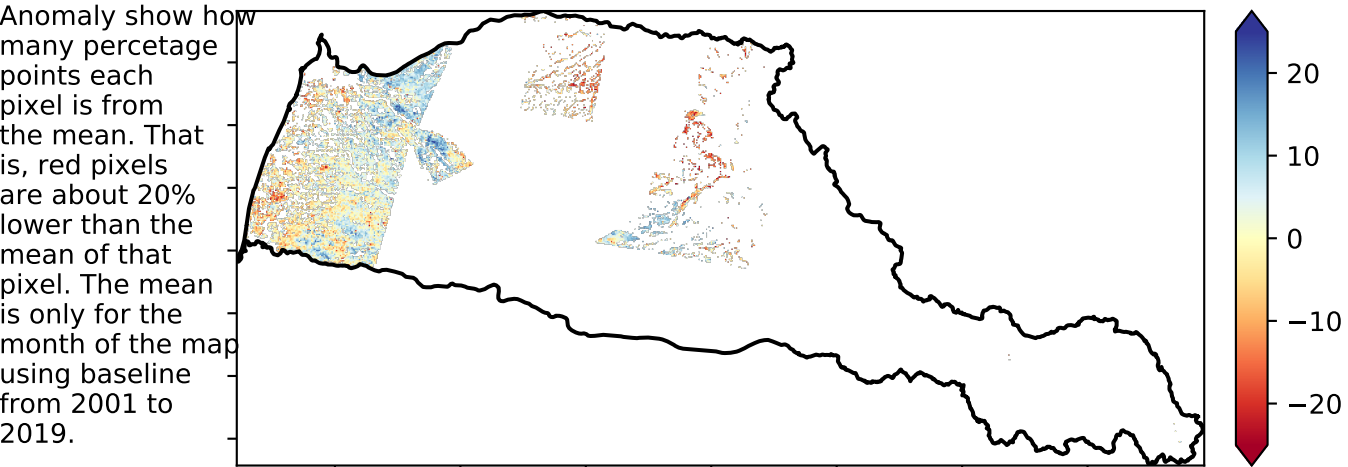 Anomaly show how
many percetage
points each
pixel is from
the mean. That
is, red pixels
are about 20%
lower than the
mean of that
pixel. The mean
is only for the
month of the map
using baseline
from 2001 to
2019.
20
10
0
−10
−20